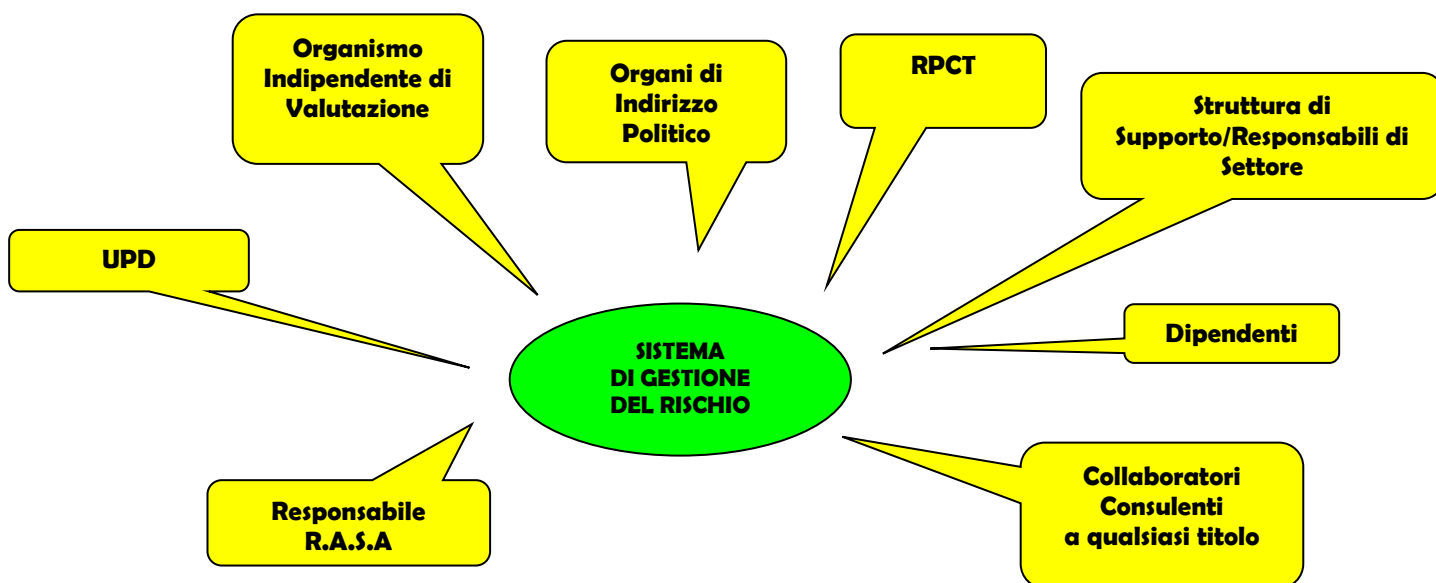 Organismo
Indipendente di
Valutazione
Organi di
Indirizzo
Politico
RPCT
Struttura di
Supporto/Responsabili di
Settore
UPD
Dipendenti
SISTEMA
DI GESTIONE
DEL RISCHIO
Responsabile
R.A.S.A
Collaboratori
Consulenti
a qualsiasi titolo